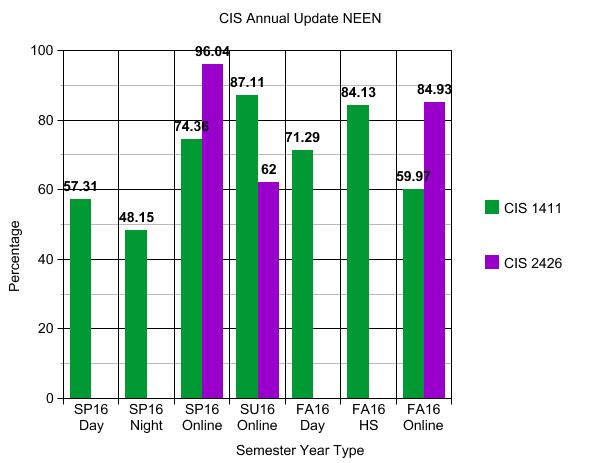 CIS Annual Update NEEN
100
80
60
40
20
0
Percentage
57.31
48.15
74.36
96.04
87.11
62
71.29
84.13
59.97
84.93
SP16
Day
SP16
Night
SP16
Online
SU16
Online
FA16
Day
FA16
HS
FA16
Online
Semester Year Type
CIS 1411
CIS 2426